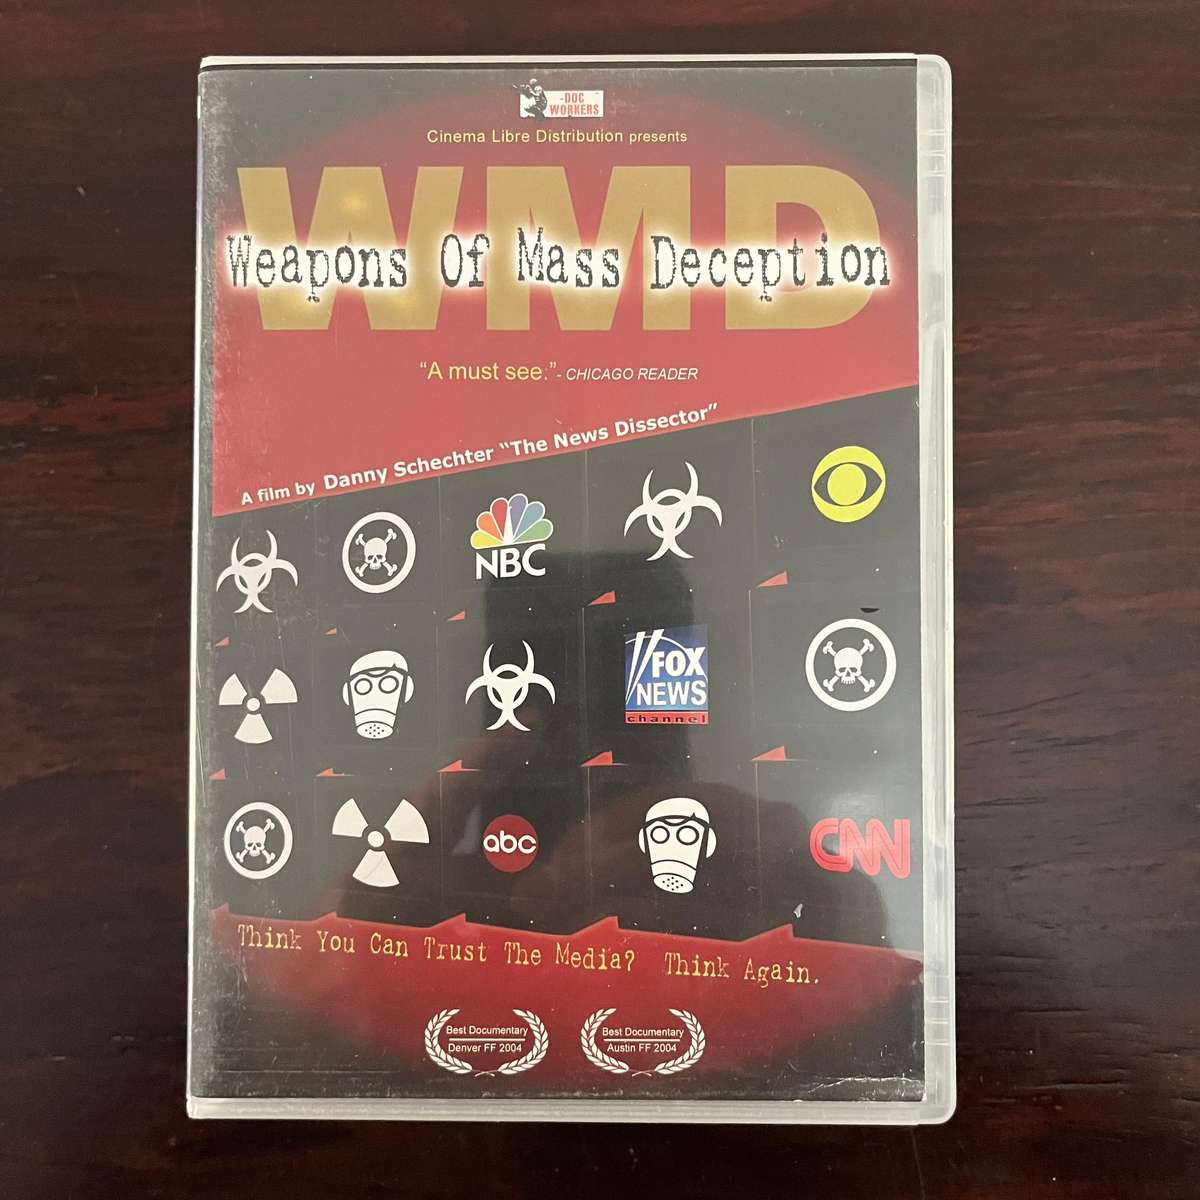 -DOC
WORKERS
Cinema Libre Distribution presents
WMD
Weapons Of Mass Deception
“A must see.”- CHICAGO READER
A film by Danny Schechter “The News Dissector”
NBC
FOX
NEWS
channel
abc
CNN
Think You Can Trust The Media? Think Again.
Best Documentary
Denver FF 2004
Best Documentary
Austin FF 2004